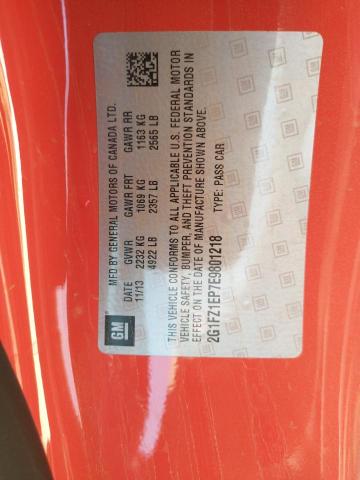 GM
MFD BY GENERAL MOTORS OF CANADA LTD.
DATE GVWR GAWR FRT GAWR RR
11/13 2232 KG 1069 KG 1163 KG
4922 LB 2357 LB 2565 LB
THIS VEHICLE CONFORMS TO ALL APPLICABLE U.S. FEDERAL MOTOR
VEHICLE SAFETY, BUMPER, AND THEFT PREVENTION STANDARDS IN
EFFECT ON THE DATE OF MANUFACTURE SHOWN ABOVE.
2G1FZ1EP7E9801218 TYPE: PASS CAR